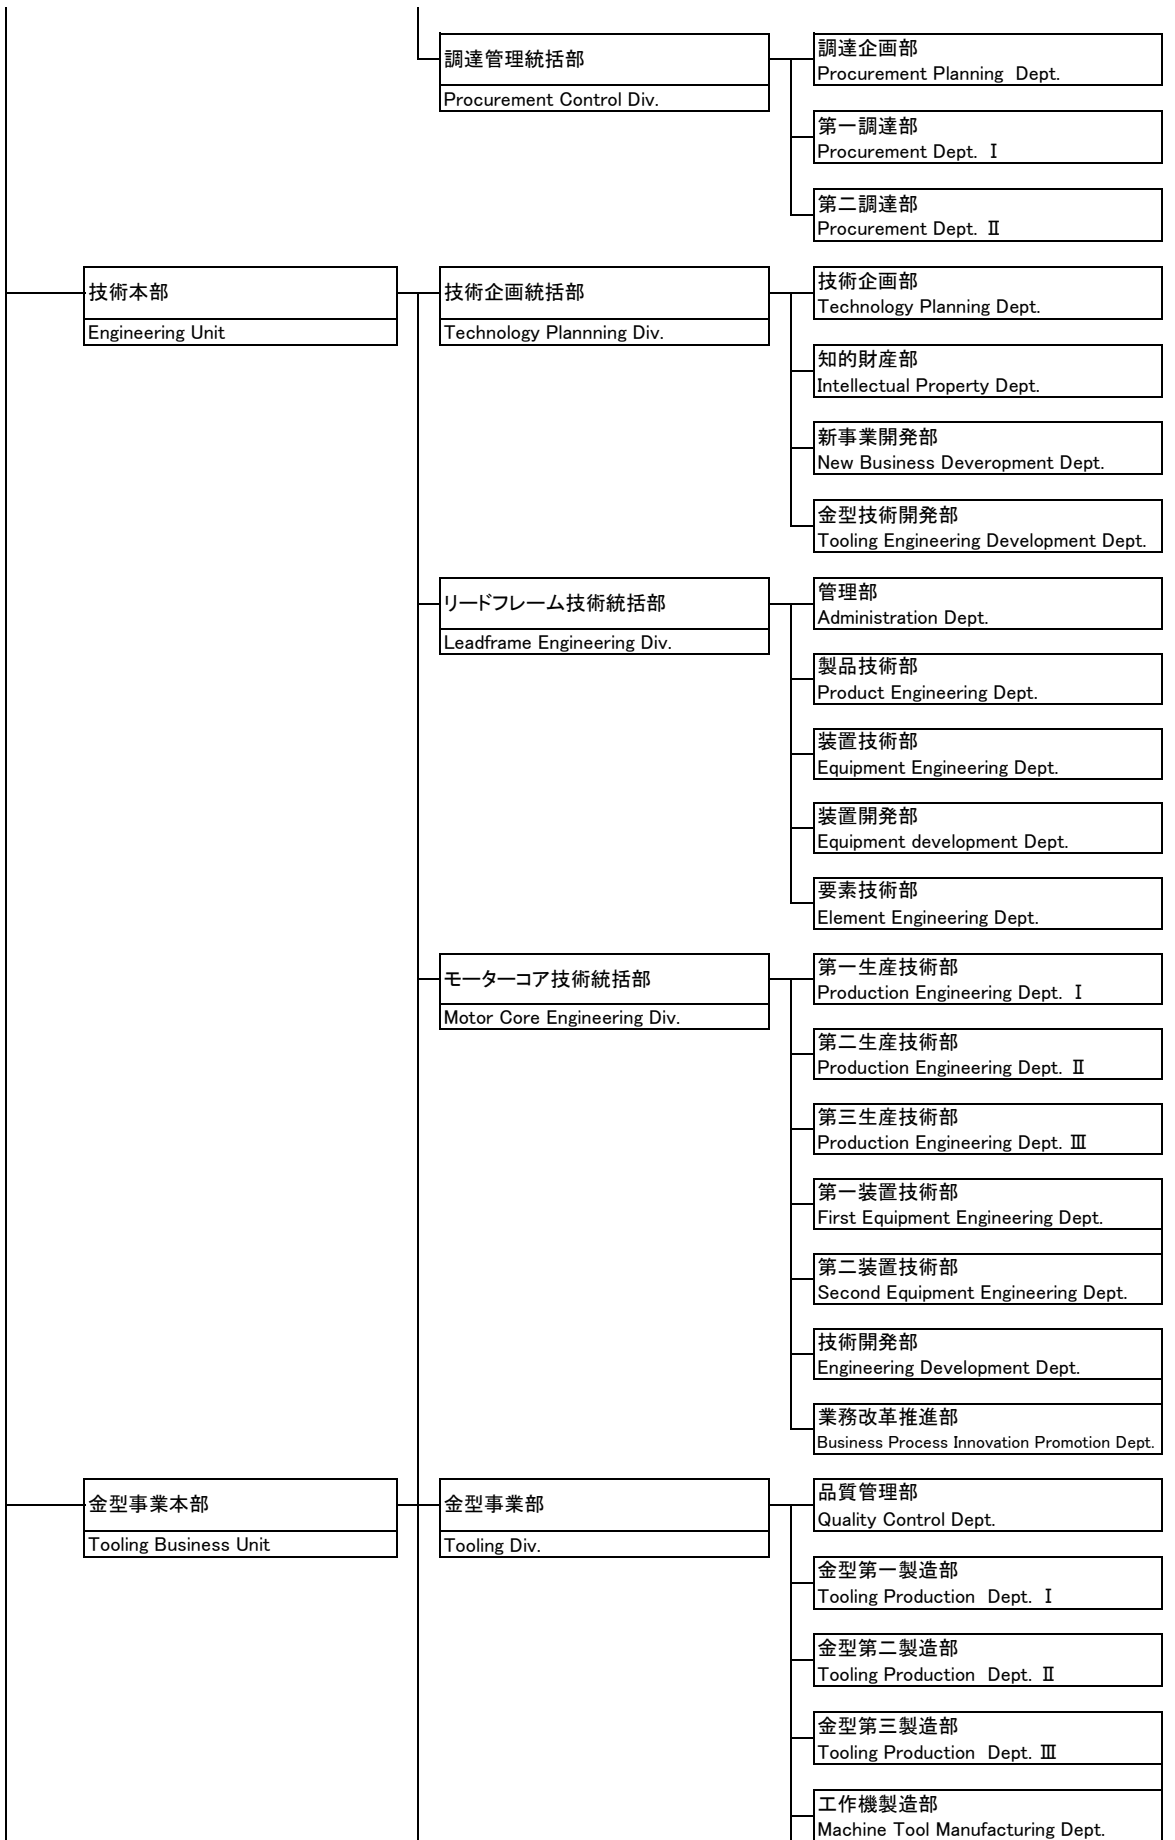 調達管理統括部
Procurement Control Div.
調達企画部
Procurement Planning Dept.
第一調達部
Procurement Dept. Ⅰ
第二調達部
Procurement Dept. Ⅱ
技術本部
Engineering Unit
技術企画統括部
Technology Plannning Div.
技術企画部
Technology Planning Dept.
知的財産部
Intellectual Property Dept.
新事業開発部
New Business Deveropment Dept.
金型技術開発部
Tooling Engineering Development Dept.
リードフレーム技術統括部
Leadframe Engineering Div.
管理部
Administration Dept.
製品技術部
Product Engineering Dept.
装置技術部
Equipment Engineering Dept.
装置開発部
Equipment development Dept.
要素技術部
Element Engineering Dept.
モーターコア技術統括部
Motor Core Engineering Div.
第一生産技術部
Production Engineering Dept. Ⅰ
第二生産技術部
Production Engineering Dept. Ⅱ
第三生産技術部
Production Engineering Dept. Ⅲ
第一装置技術部
First Equipment Engineering Dept.
第二装置技術部
Second Equipment Engineering Dept.
技術開発部
Engineering Development Dept.
業務改革推進部
Business Process Innovation Promotion Dept.
金型事業本部
Tooling Business Unit
金型事業部
Tooling Div.
品質管理部
Quality Control Dept.
金型第一製造部
Tooling Production Dept. Ⅰ
金型第二製造部
Tooling Production Dept. Ⅱ
金型第三製造部
Tooling Production Dept. Ⅲ
工作機製造部
Machine Tool Manufacturing Dept.